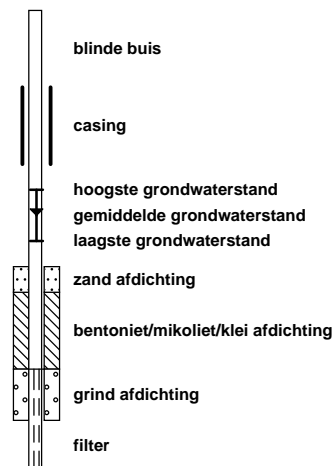 blinde buis
casing
hoogste grondwaterstand
gemiddelde grondwaterstand
laagste grondwaterstand
zand afdichting
bentoniet/mikoliet/klei afdichting
grind afdichting
filter